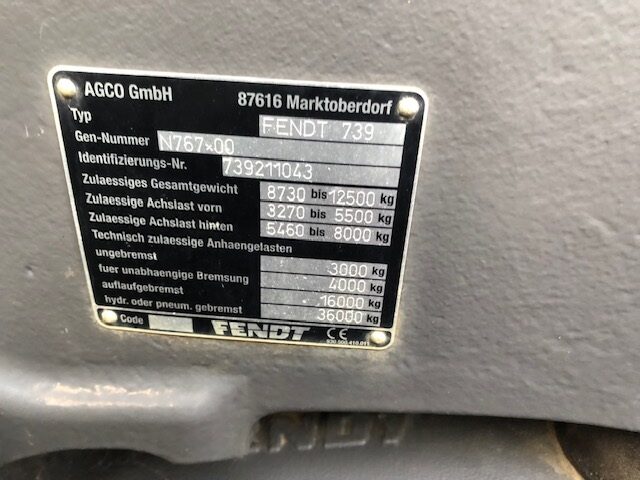 AGCO GmbH 87616 Marktoberdorf
Typ FENDT 739
Gen-Nummer N767*00
Identifizierungs-Nr. 739211043
Zulaessiges Gesamtgewicht 8730 bis 12500 kg
Zulaessige Achslast vorn 3270 bis 5500 kg
Zulaessige Achslast hinten 5460 bis 8000 kg
Technisch zulaessige Anhaengelasten
ungebremst 3000 kg
fuer unabhaengige Bremsung 4000 kg
auflaufgebremst 16000 kg
hydr. oder pneum. gebremst 36000 kg
Code FENDT CE
FENDT